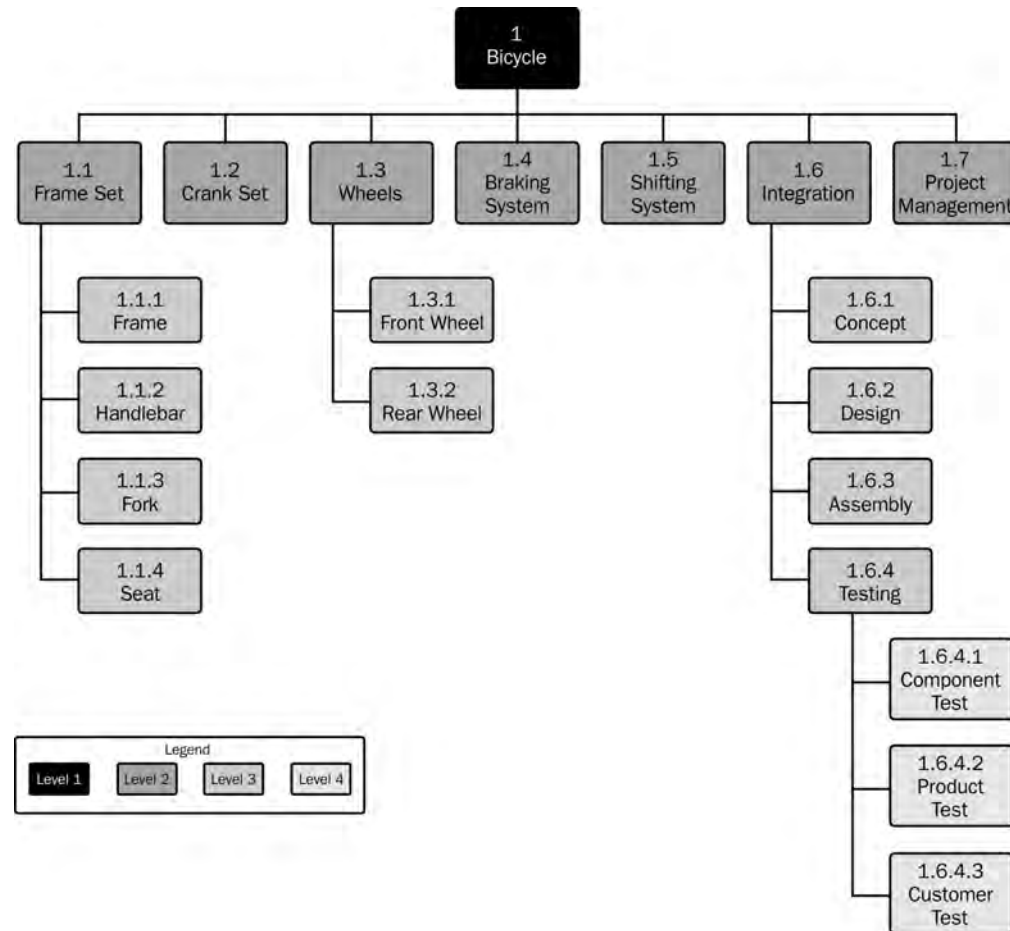 1
Bicycle
1.1
Frame Set
1.2
Crank Set
1.3
Wheels
1.4
Braking
System
1.5
Shifting
System
1.6
Integration
1.7
Project
Management
1.1.1
Frame
1.1.2
Handlebar
1.1.3
Fork
1.1.4
Seat
1.3.1
Front Wheel
1.3.2
Rear Wheel
1.6.1
Concept
1.6.2
Design
1.6.3
Assembly
1.6.4
Testing
1.6.4.1
Component
Test
1.6.4.2
Product
Test
1.6.4.3
Customer
Test
Legend
Level 1
Level 2
Level 3
Level 4